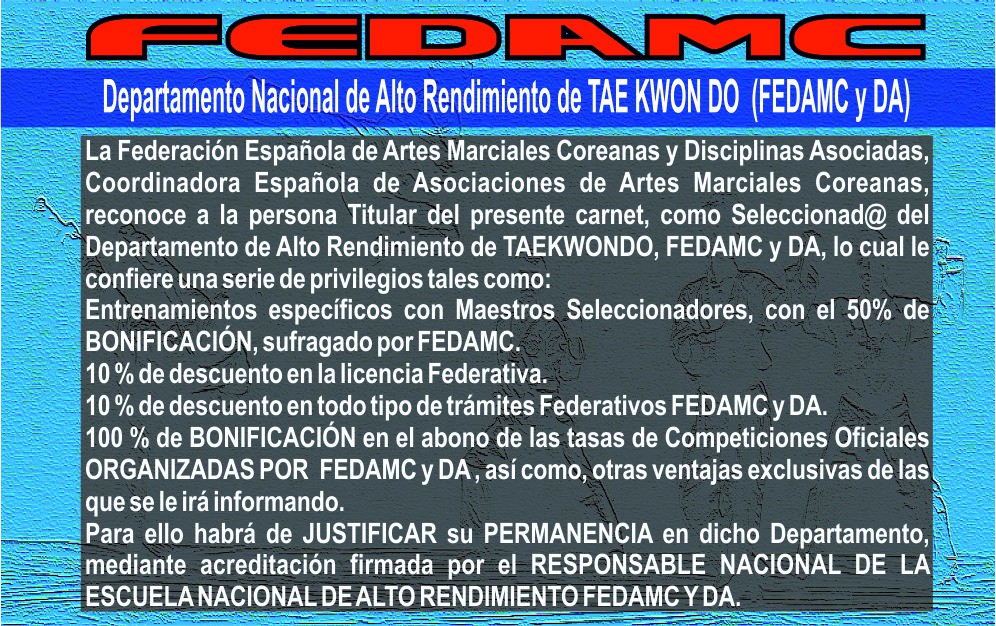 FEDAMC
Departamento Nacional de Alto Rendimiento de TAE KWON DO (FEDAMC y DA)
La Federación Española de Artes Marciales Coreanas y Disciplinas Asociadas,
Coordinadora Española de Asociaciones de Artes Marciales Coreanas,
reconoce a la persona Titular del presente carnet, como Seleccionad@ del
Departamento de Alto Rendimiento de TAEKWONDO, FEDAMC y DA, lo cual le
confiere una serie de privilegios tales como:
Entrenamientos específicos con Maestros Seleccionadores, con el 50% de
BONIFICACIÓN, sufragado por FEDAMC.
10 % de descuento en la licencia Federativa.
10 % de descuento en todo tipo de trámites Federativos FEDAMC y DA.
100 % de BONIFICACIÓN en el abono de las tasas de Competiciones Oficiales
ORGANIZADAS POR FEDAMC y DA , así como, otras ventajas exclusivas de las
que se le irá informando.
Para ello habrá de JUSTIFICAR su PERMANENCIA en dicho Departamento,
mediante acreditación firmada por el RESPONSABLE NACIONAL DE LA
ESCUELA NACIONAL DE ALTO RENDIMIENTO FEDAMC Y DA.